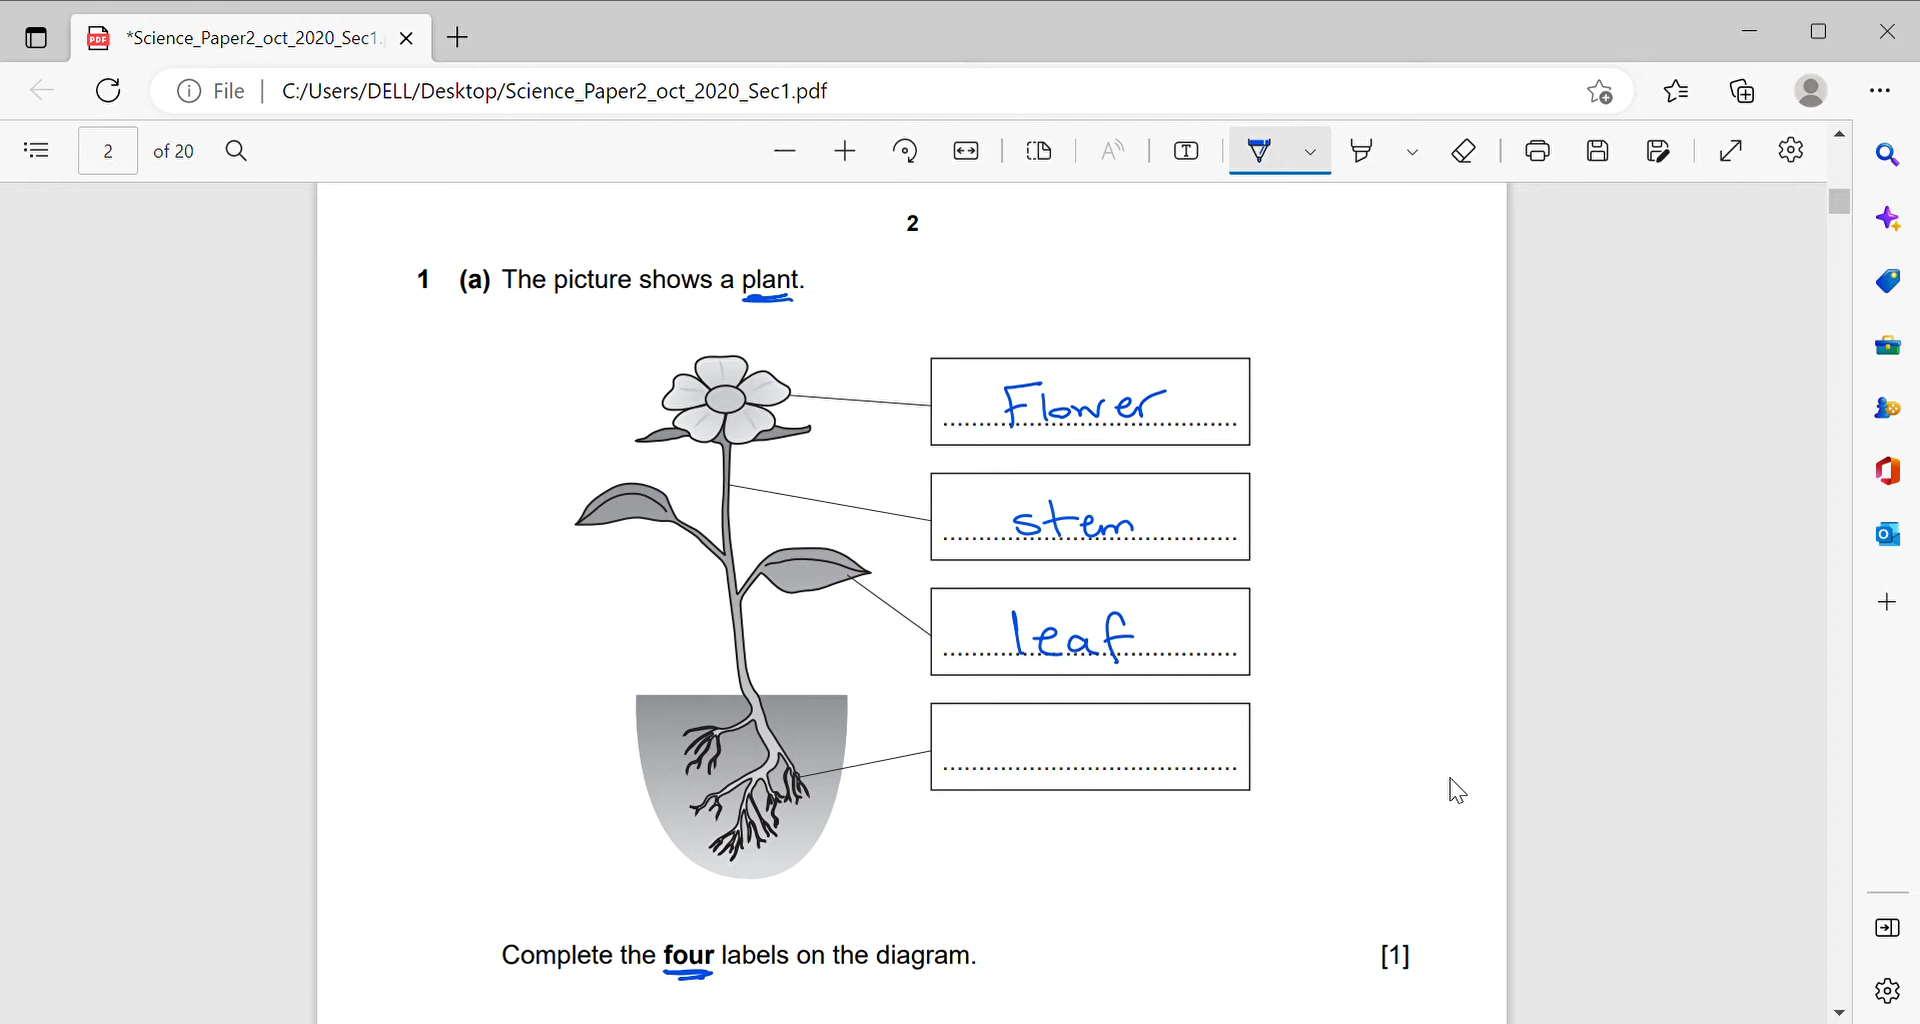 *Science_Paper2_oct_2020_Sec1.
File | C:/Users/DELL/Desktop/Science_Paper2_oct_2020_Sec1.pdf
2 of 20
2
1 (a) The picture shows a plant.
Flower
stem
leaf
Complete the four labels on the diagram. [1]